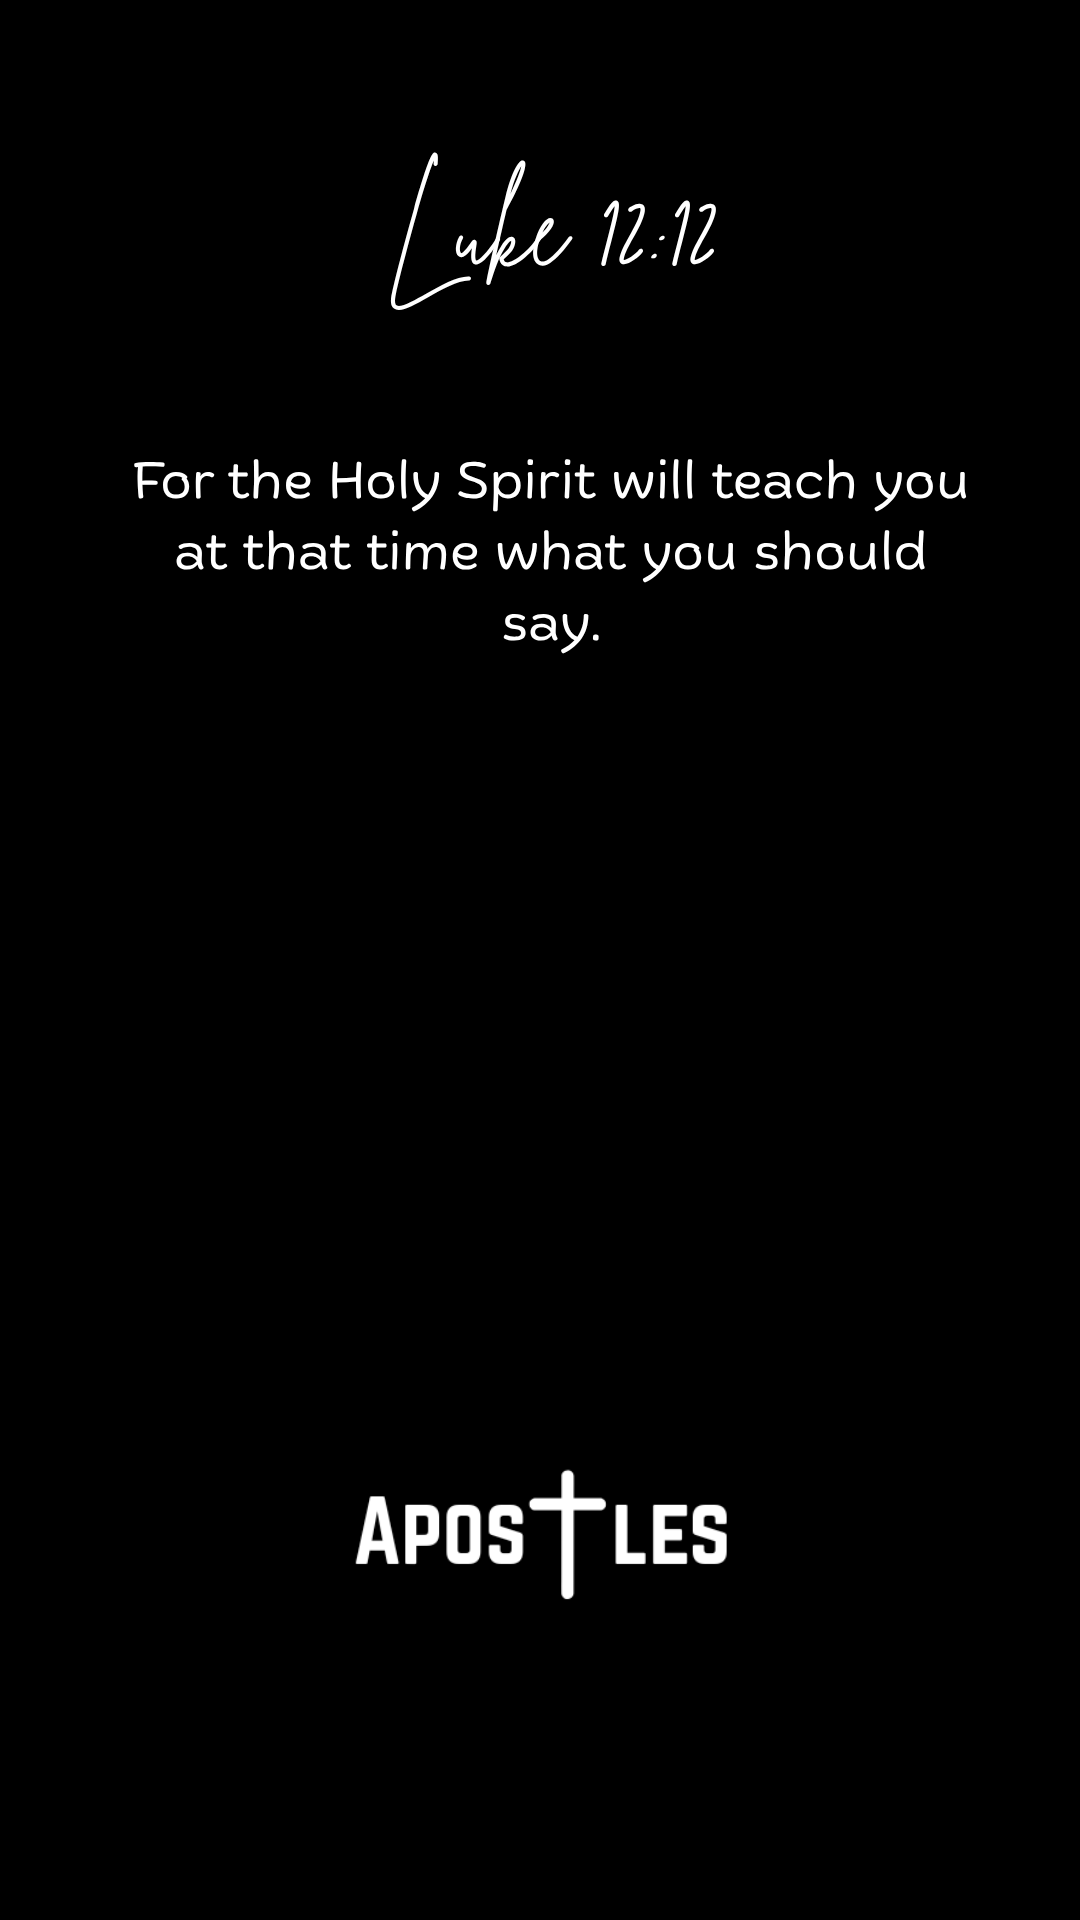 Luke 12:12
For the Holy Spirit will teach you
at that time what you should
say.
Apostles